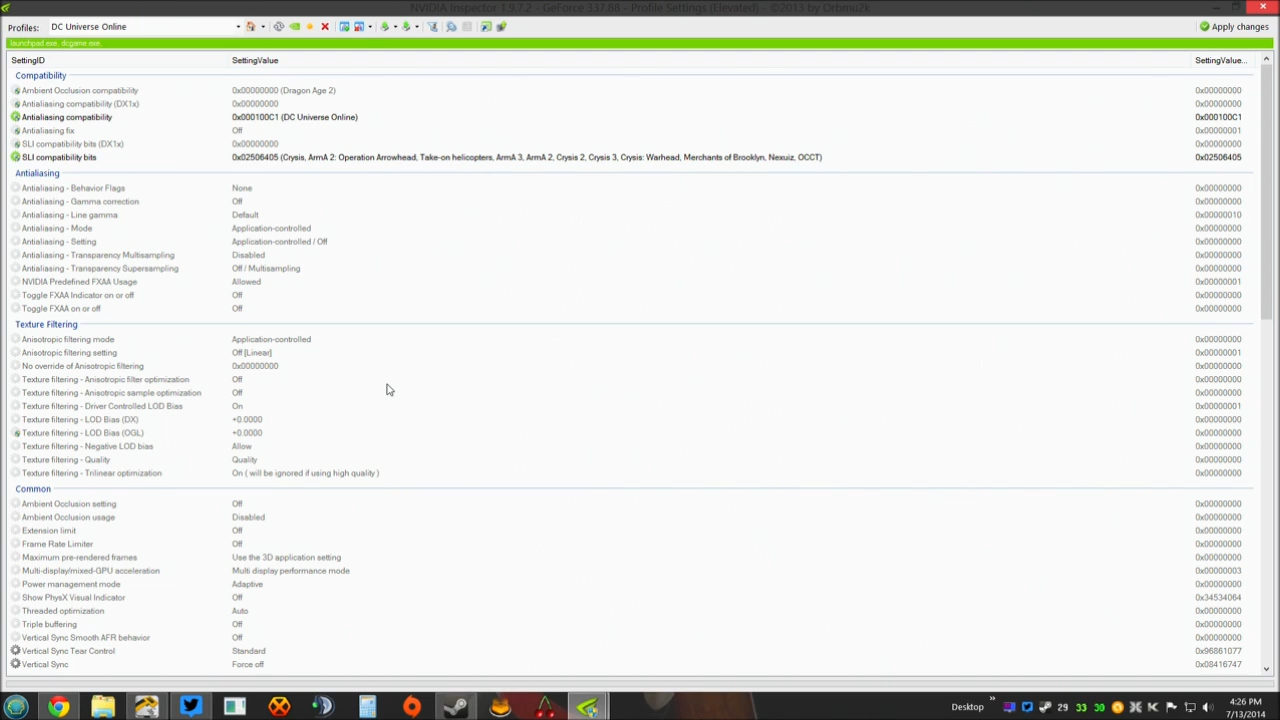 NVIDIA Inspector 1.9.7.2 - GeForce 337.88 - Profile Settings (Elevated) - ©2013 by Orbmu2k
Profiles: DC Universe Online Apply changes
launchpad.exe, dcgame.exe,
SettingID SettingValue SettingValue...
Compatibility
Ambient Occlusion compatibility 0x00000000 (Dragon Age 2) 0x00000000
Antialiasing compatibility (DX1x) 0x00000000 0x00000000
Antialiasing compatibility 0x000100C1 (DC Universe Online) 0x000100C1
Antialiasing fix Off 0x00000001
SLI compatibility bits (DX1x) 0x00000000 0x00000000
SLI compatibility bits 0x02506405 (Crysis, ArmA 2: Operation Arrowhead, Take-on helicopters, ArmA 3, ArmA 2, Crysis 2, Crysis 3, Crysis: Warhead, Merchants of Brooklyn, Nexuiz, OCCT) 0x02506405
Antialiasing
Antialiasing - Behavior Flags None 0x00000000
Antialiasing - Gamma correction Off 0x00000000
Antialiasing - Line gamma Default 0x00000010
Antialiasing - Mode Application-controlled 0x00000000
Antialiasing - Setting Application-controlled / Off 0x00000000
Antialiasing - Transparency Multisampling Disabled 0x00000000
Antialiasing - Transparency Supersampling Off / Multisampling 0x00000000
NVIDIA Predefined FXAA Usage Allowed 0x00000001
Toggle FXAA Indicator on or off Off 0x00000000
Toggle FXAA on or off Off 0x00000000
Texture Filtering
Anisotropic filtering mode Application-controlled 0x00000000
Anisotropic filtering setting Off [Linear] 0x00000001
No override of Anisotropic filtering 0x00000000 0x00000000
Texture filtering - Anisotropic filter optimization Off 0x00000000
Texture filtering - Anisotropic sample optimization Off 0x00000000
Texture filtering - Driver Controlled LOD Bias On 0x00000001
Texture filtering - LOD Bias (DX) +0.0000 0x00000000
Texture filtering - LOD Bias (OGL) +0.0000 0x00000000
Texture filtering - Negative LOD bias Allow 0x00000000
Texture filtering - Quality Quality 0x00000000
Texture filtering - Trilinear optimization On ( will be ignored if using high quality ) 0x00000000
Common
Ambient Occlusion setting Off 0x00000000
Ambient Occlusion usage Disabled 0x00000000
Extension limit Off 0x00000000
Frame Rate Limiter Off 0x00000000
Maximum pre-rendered frames Use the 3D application setting 0x00000000
Multi-display/mixed-GPU acceleration Multi display performance mode 0x00000003
Power management mode Adaptive 0x00000000
Show PhysX Visual Indicator Off 0x34534064
Threaded optimization Auto 0x00000000
Triple buffering Off 0x00000000
Vertical Sync Smooth AFR behavior Off 0x00000000
Vertical Sync Tear Control Standard 0x96861077
Vertical Sync Force off 0x08416747
Desktop 29 33 30 4:26 PM
7/13/2014